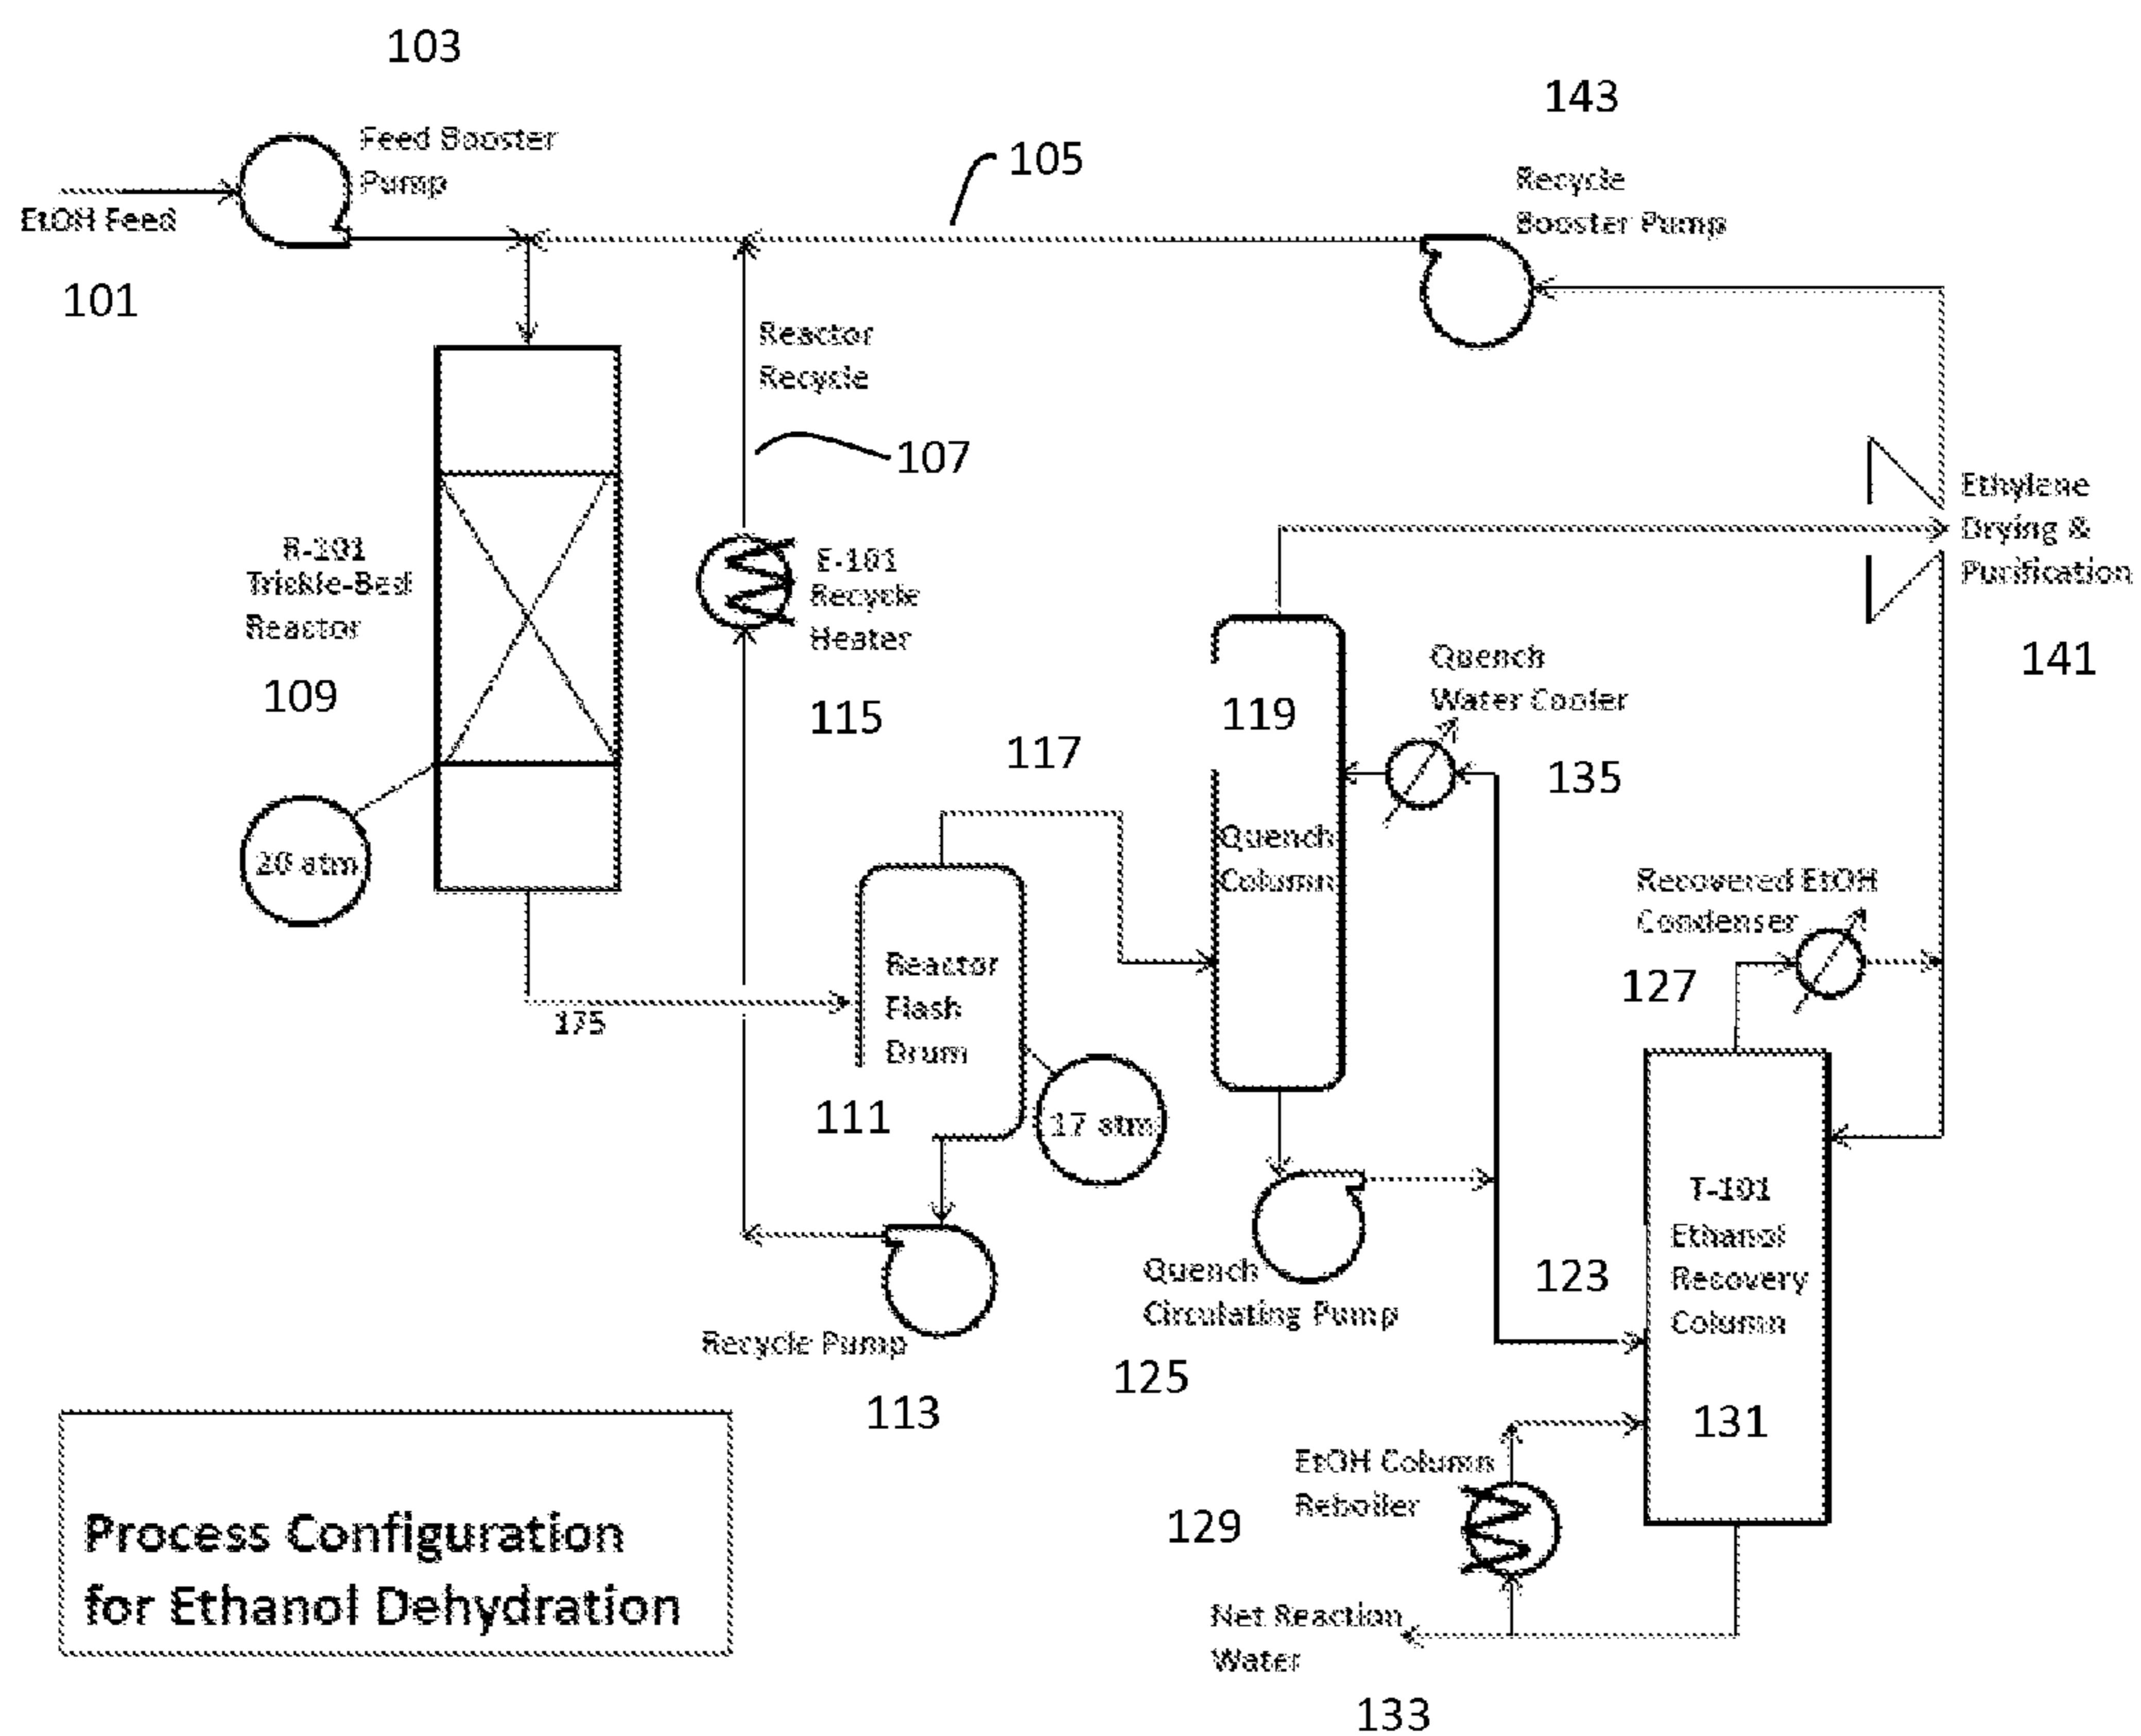 103
143
Feed Booster
Pump
105
Recycle
Booster Pump
EtOH Feed
101
Reactor
Recycle
107
Ethylene
Drying &
Purification
141
R-101
Trickle-Bed
Reactor
109
E-101
Recycle
Heater
115
119
Quench
Water Cooler
135
117
Quench
Column
20 atm
Recovered EtOH
Condenser
127
Reactor
Flash
Drum
111
175
17 atm
T-101
Ethanol
Recovery
Column
131
123
Quench
Circulating Pump
125
Recycle Pump
113
EtOH Column
Reboiler
129
Net Reaction
Water
133
Process Configuration
for Ethanol Dehydration